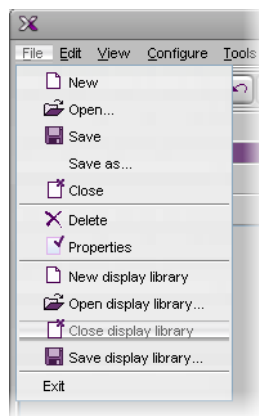 File Edit View Configure Tools
New
Open...
Save
Save as...
Close
Delete
Properties
New display library
Open display library...
Close display library
Save display library...
Exit